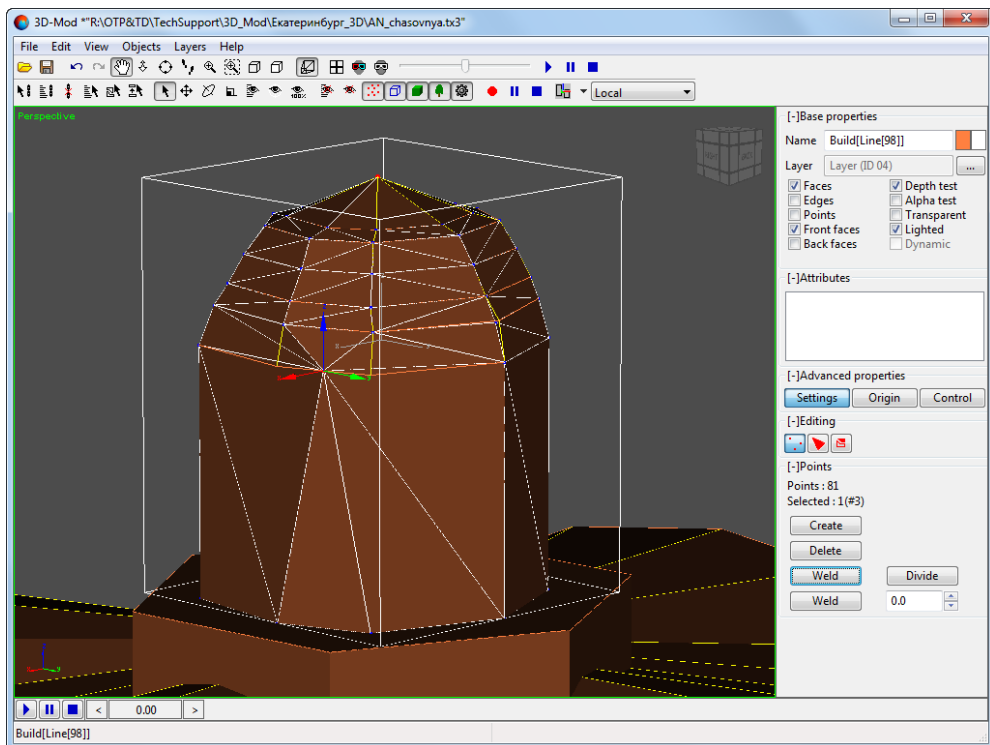 3D-Mod *"R:\OTP&TD\TechSupport\3D_Mod\Екатеринбург_3D\AN_chasovnya.tx3"
File Edit View Objects Layers Help
100%
Local
Perspective
[-]Base properties
Name Build[Line[98]]
Layer Layer (ID 04) ...
Faces Depth test
Edges Alpha test
Points Transparent
Front faces Lighted
Back faces Dynamic
[-]Attributes
[-]Advanced properties
Settings Origin Control
[-]Editing
[-]Points
Points : 81
Selected : 1(#3)
Create
Delete
Weld Divide
Weld 0.0
< 0.00 >
Build[Line[98]]